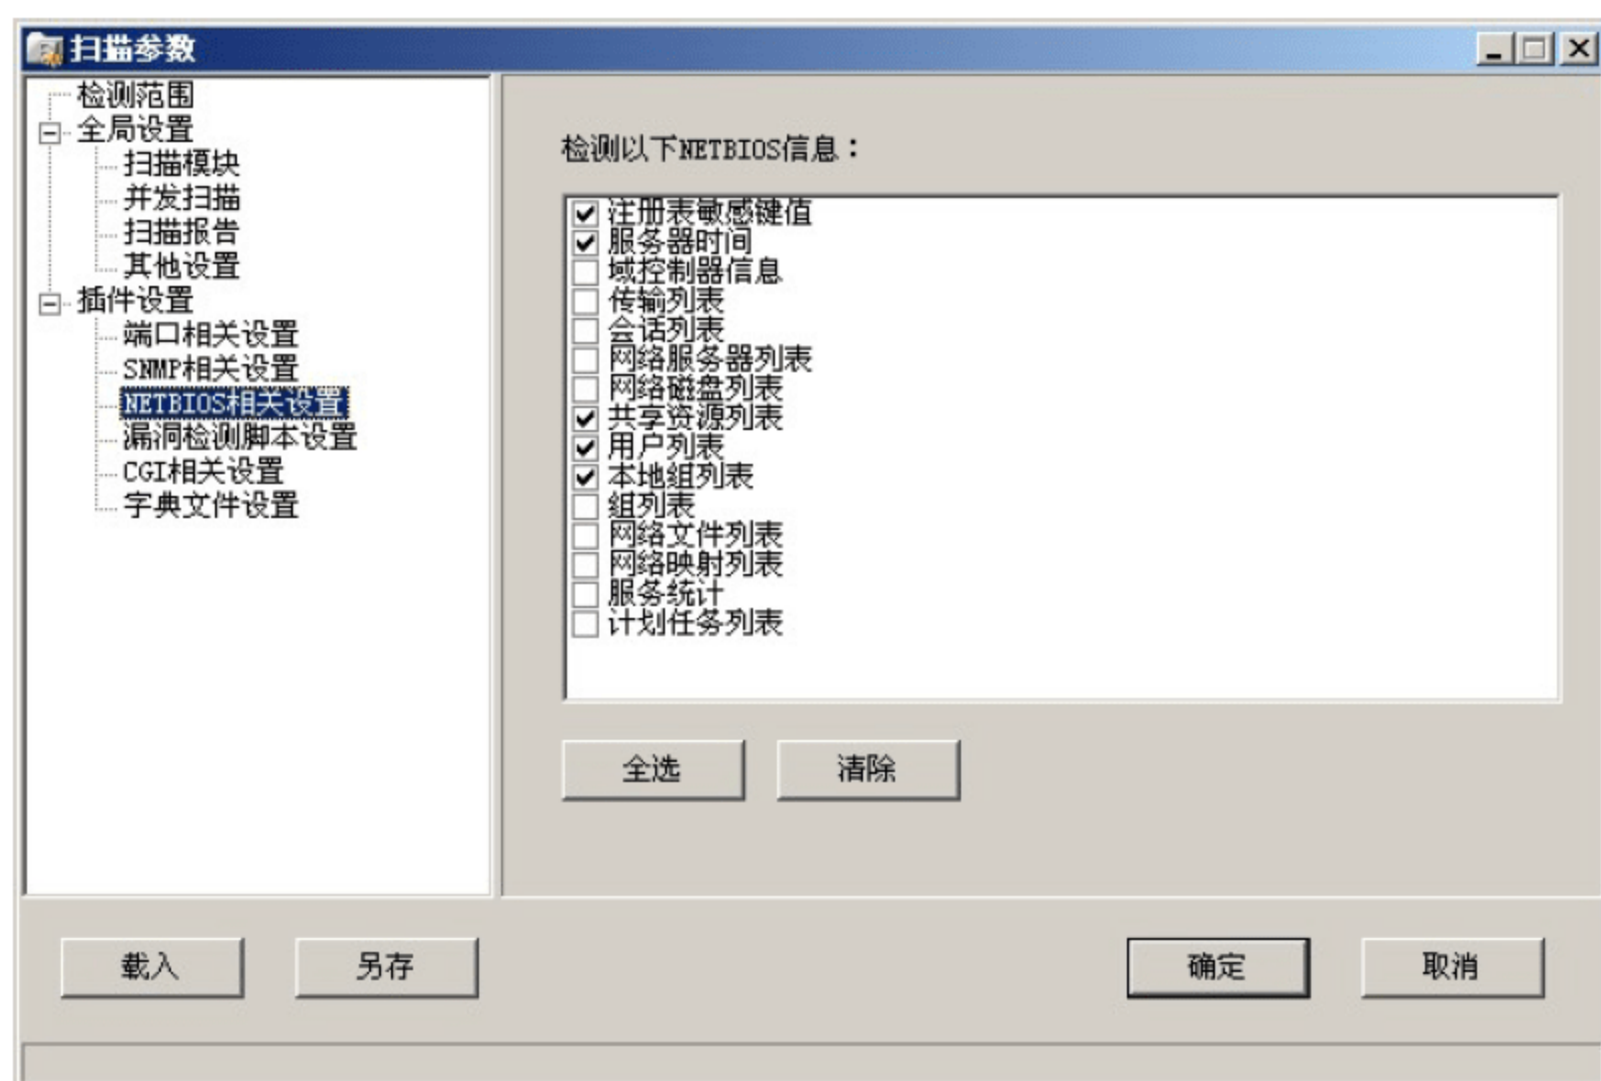 扫描参数
检测范围
全局设置
扫描模块
并发扫描
扫描报告
其他设置
插件设置
端口相关设置
SNMP相关设置
NETBIOS相关设置
漏洞检测脚本设置
CGI相关设置
字典文件设置
检测以下NETBIOS信息：
注册表敏感键值
服务器时间
域控制器信息
传输列表
会话列表
网络服务器列表
网络磁盘列表
共享资源列表
用户列表
本地组列表
组列表
网络文件列表
网络映射列表
服务统计
计划任务列表
全选 清除
载入 另存 确定 取消